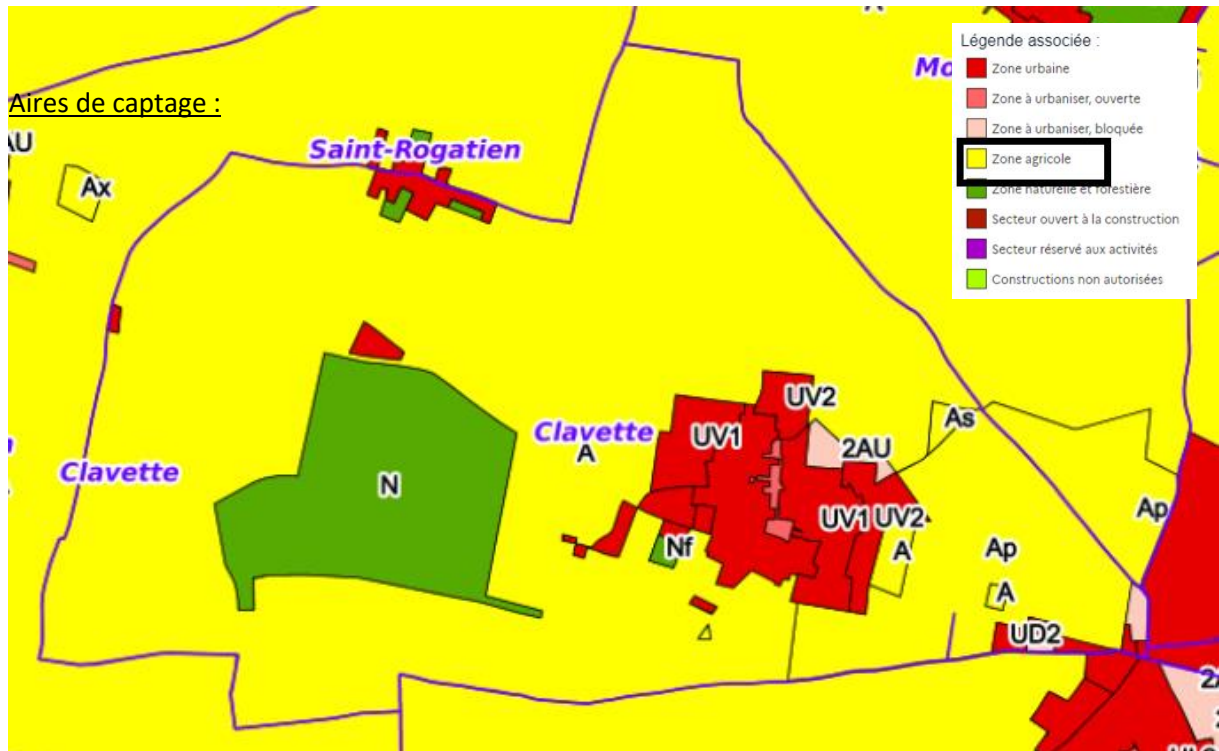 Légende associée :
Zone urbaine
Zone à urbaniser, ouverte
Zone à urbaniser, bloquée
Zone agricole
Zone naturelle et forestière
Secteur ouvert à la construction
Secteur réservé aux activités
Constructions non autorisées
Aires de captage :
AU
Ax
Saint-Rogatien
Mo
UV2
As
Clavette
UV1
A
2AU
Clavette
N
UV1 UV2
Ap
Nf
A
Ap
A
UD2